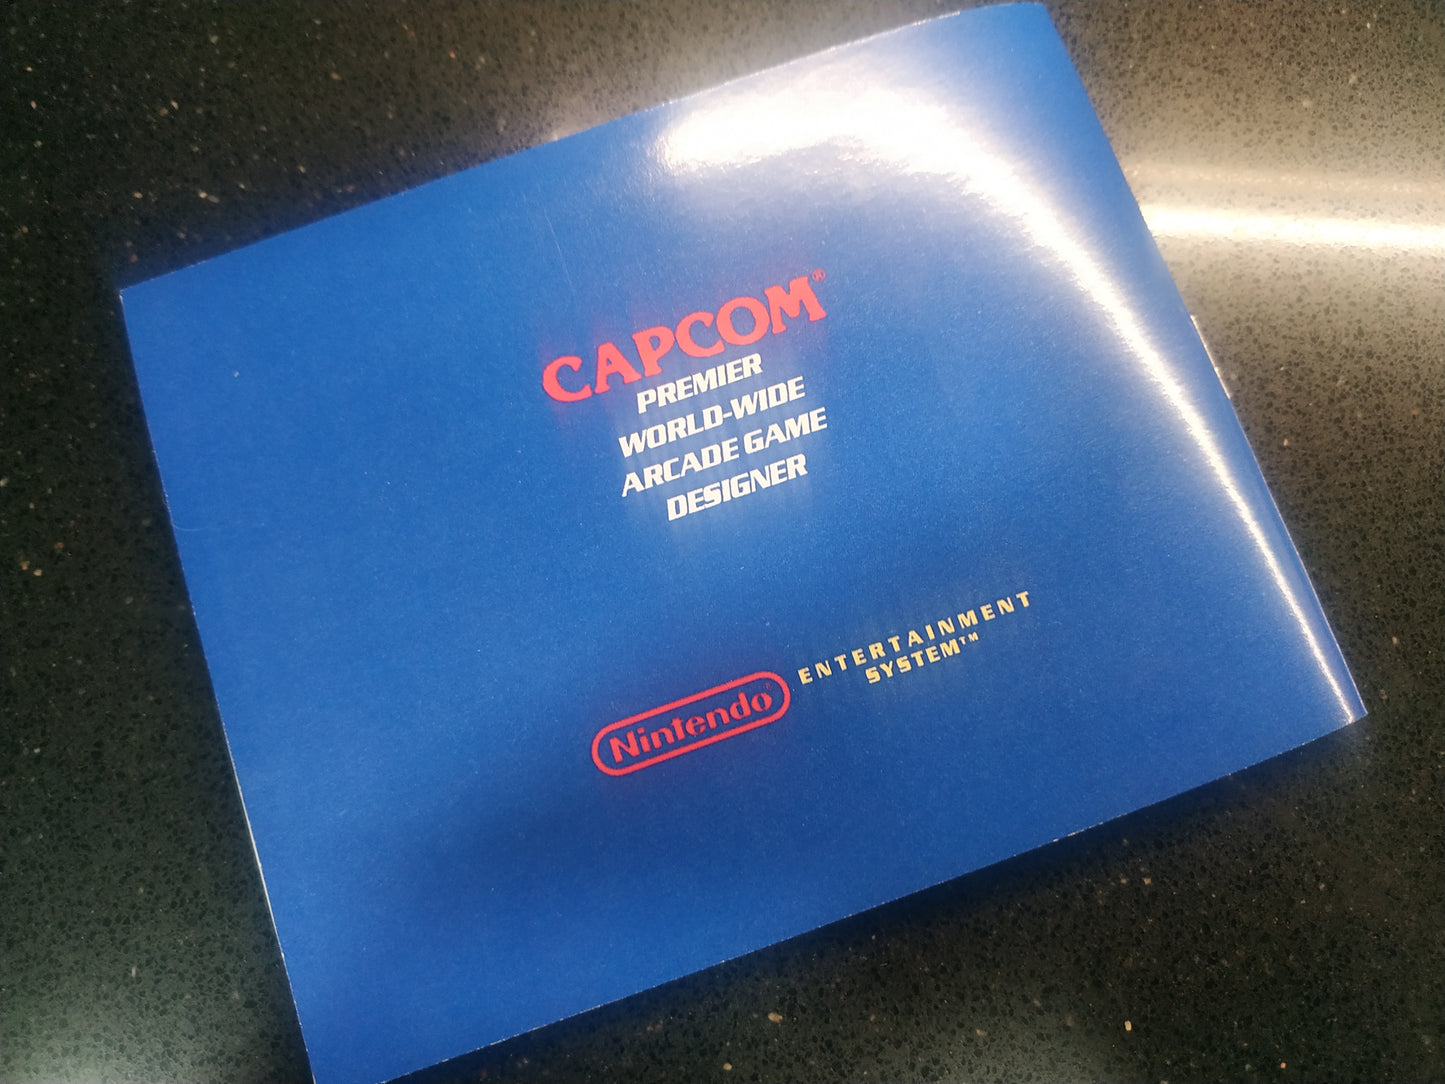 CAPCOM®
PREMIER
WORLD-WIDE
ARCADE GAME
DESIGNER
Nintendo®
ENTERTAINMENT
SYSTEM™